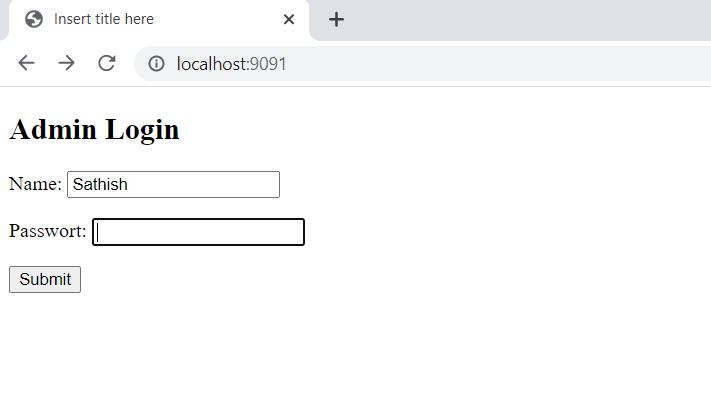 Insert title here
localhost:9091
Admin Login
Name: Sathish
Passwort:
Submit